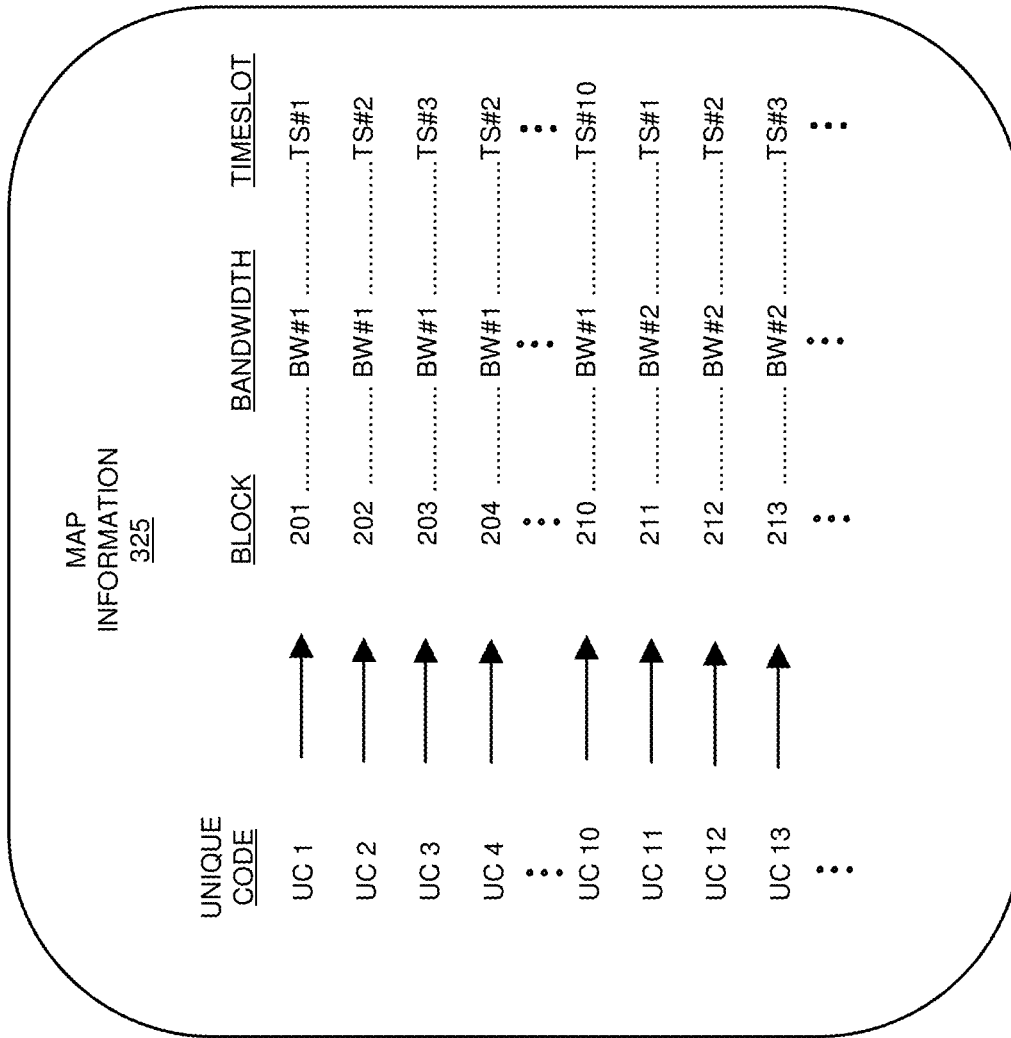 MAP
INFORMATION
325
UNIQUE
CODE BLOCK BANDWIDTH TIMESLOT
UC 1 201 ................ BW#1 ................ TS#1
UC 2 202 ................ BW#1 ................ TS#2
UC 3 203 ................ BW#1 ................ TS#3
UC 4 204 ................ BW#1 ................ TS#2
••• ••• ••• •••
UC 10 210 ................ BW#1 ................ TS#10
UC 11 211 ................ BW#2 ................ TS#1
UC 12 212 ................ BW#2 ................ TS#2
UC 13 213 ................ BW#2 ................ TS#3
••• ••• ••• •••